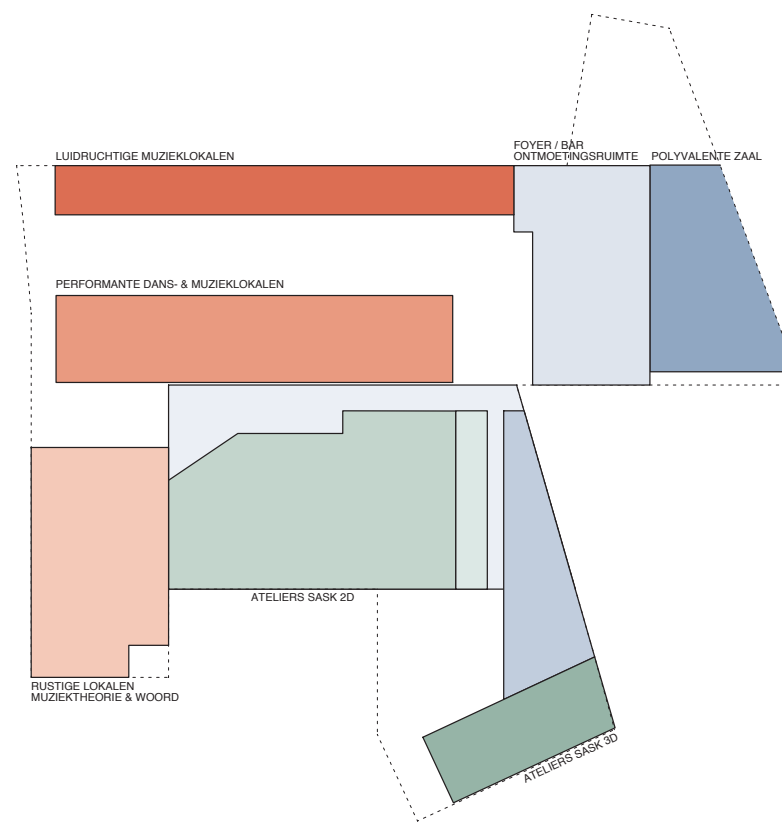 FOYER / BAR
ONTMOETINGSRUIMTE
LUIDRUCHTIGE MUZIEKLOKALEN
POLYVALENTE ZAAL
PERFORMANTE DANS- & MUZIEKLOKALEN
ATELIERS SASK 2D
RUSTIGE LOKALEN
MUZIEKTHEORIE & WOORD
ATELIERS SASK 3D